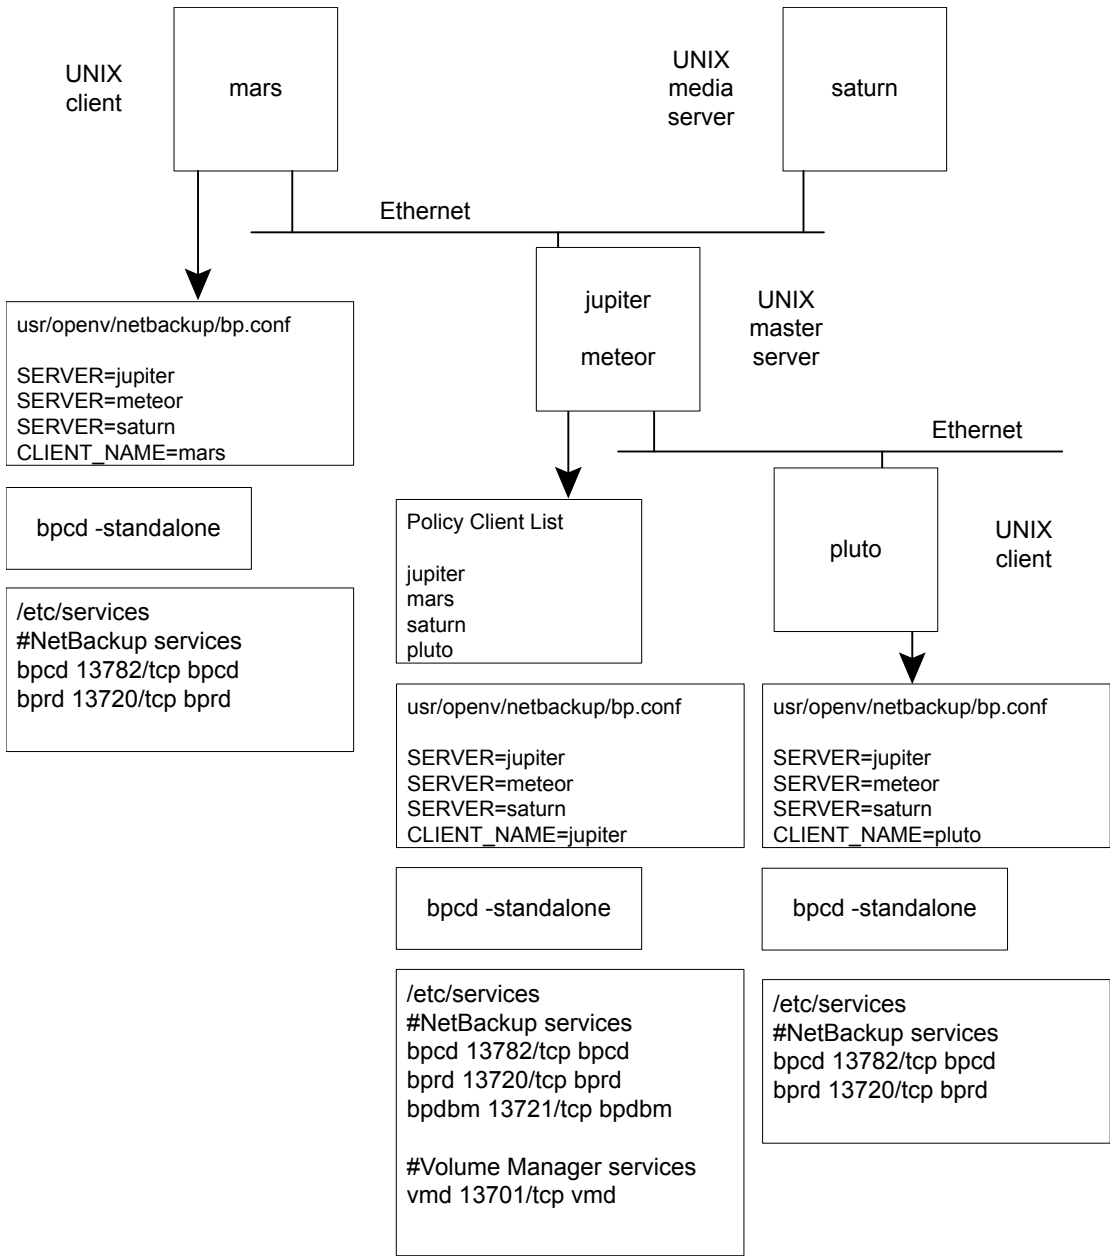 UNIX
client
mars
UNIX
media
server
saturn
Ethernet
jupiter
meteor
UNIX
master
server
usr/openv/netbackup/bp.conf
SERVER=jupiter
SERVER=meteor
SERVER=saturn
CLIENT_NAME=mars
bpcd -standalone
/etc/services
#NetBackup services
bpcd 13782/tcp bpcd
bprd 13720/tcp bprd
Ethernet
pluto
UNIX
client
Policy Client List
jupiter
mars
saturn
pluto
usr/openv/netbackup/bp.conf
SERVER=jupiter
SERVER=meteor
SERVER=saturn
CLIENT_NAME=jupiter
bpcd -standalone
/etc/services
#NetBackup services
bpcd 13782/tcp bpcd
bprd 13720/tcp bprd
bpdbm 13721/tcp bpdbm
#Volume Manager services
vmd 13701/tcp vmd
usr/openv/netbackup/bp.conf
SERVER=jupiter
SERVER=meteor
SERVER=saturn
CLIENT_NAME=pluto
bpcd -standalone
/etc/services
#NetBackup services
bpcd 13782/tcp bpcd
bprd 13720/tcp bprd